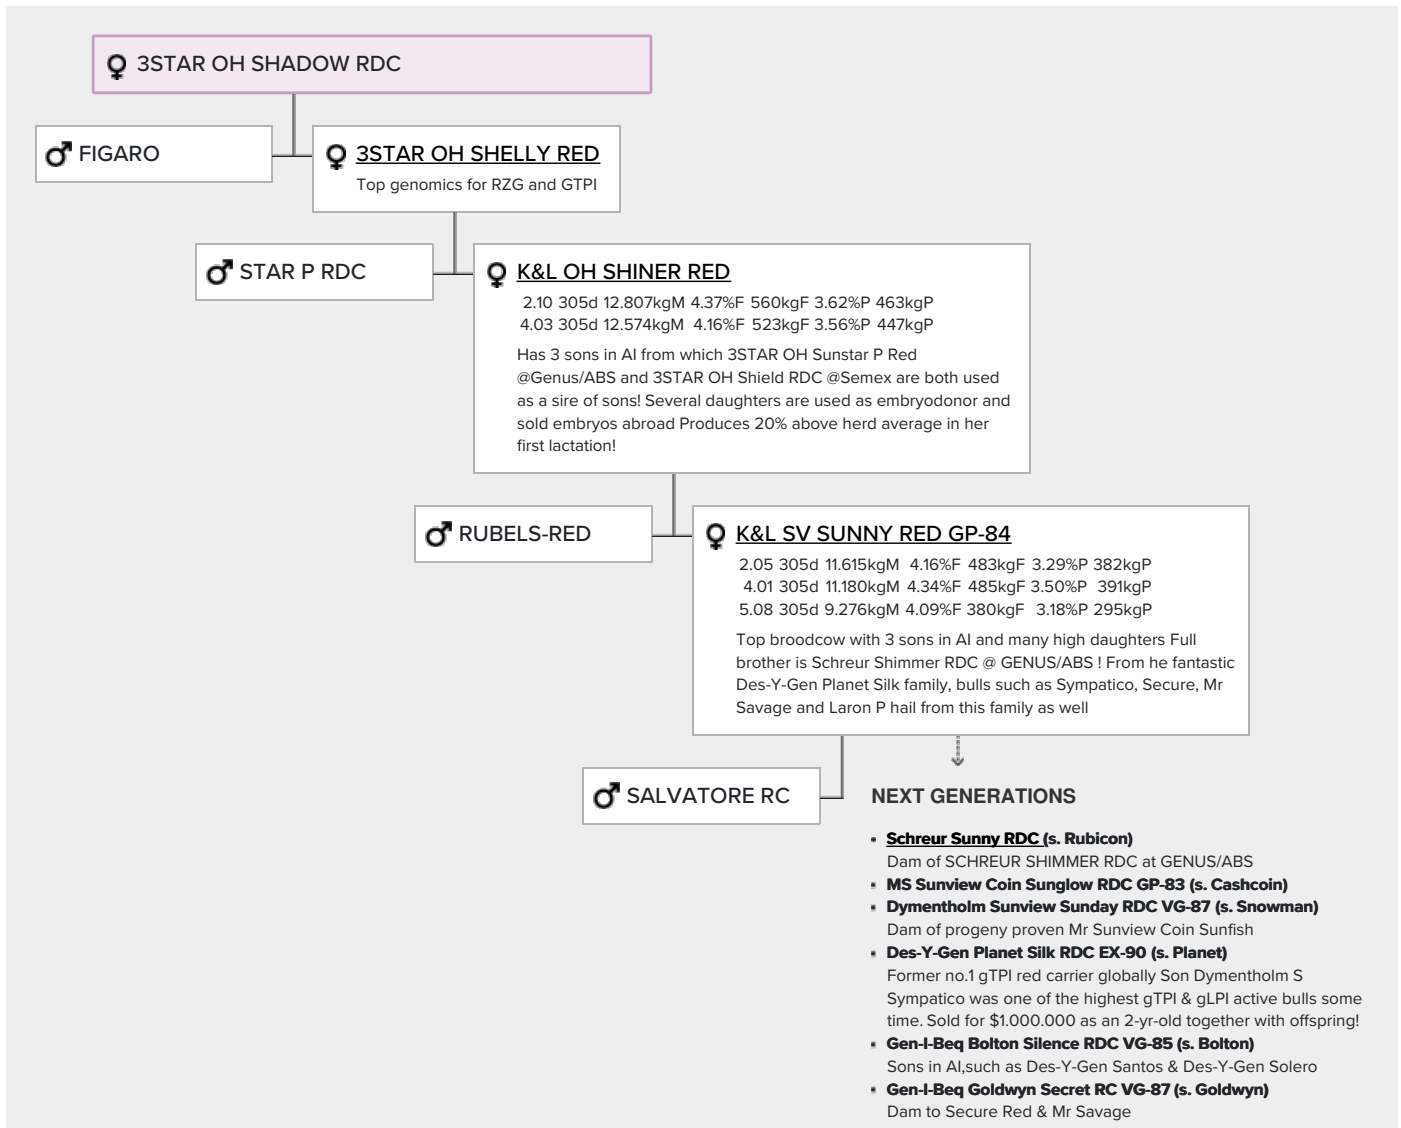 3STAR OH SHADOW RDC
FIGARO
3STAR OH SHELLY RED
Top genomics for RZG and GTPI
STAR P RDC
K&L OH SHINER RED
2.10 305d 12.807kgM 4.37%F 560kgF 3.62%P 463kgP
4.03 305d 12.574kgM 4.16%F 523kgF 3.56%P 447kgP
Has 3 sons in AI from which 3STAR OH Sunstar P Red
@Genus/ABS and 3STAR OH Shield RDC @Semex are both used
as a sire of sons! Several daughters are used as embryodonor and
sold embryos abroad Produces 20% above herd average in her
first lactation!
RUBELS-RED
K&L SV SUNNY RED GP-84
2.05 305d 11.615kgM 4.16%F 483kgF 3.29%P 382kgP
4.01 305d 11.180kgM 4.34%F 485kgF 3.50%P 391kgP
5.08 305d 9.276kgM 4.09%F 380kgF 3.18%P 295kgP
Top broodcow with 3 sons in AI and many high daughters Full
brother is Schreur Shimmer RDC @ GENUS/ABS ! From he fantastic
Des-Y-Gen Planet Silk family, bulls such as Sympatico, Secure, Mr
Savage and Laron P hail from this family as well
SALVATORE RC
NEXT GENERATIONS
Schreur Sunny RDC (s. Rubicon)
Dam of SCHREUR SHIMMER RDC at GENUS/ABS
MS Sunview Coin Sunglow RDC GP-83 (s. Cashcoin)
Dymentholm Sunview Sunday RDC VG-87 (s. Snowman)
Dam of progeny proven Mr Sunview Coin Sunfish
Des-Y-Gen Planet Silk RDC EX-90 (s. Planet)
Former no.1 gTPI red carrier globally Son Dymentholm S
Sympatico was one of the highest gTPI & gLPI active bulls some
time. Sold for $1.000.000 as an 2-yr-old together with offspring!
Gen-I-Beq Bolton Silence RDC VG-85 (s. Bolton)
Sons in AI,such as Des-Y-Gen Santos & Des-Y-Gen Solero
Gen-I-Beq Goldwyn Secret RC VG-87 (s. Goldwyn)
Dam to Secure Red & Mr Savage